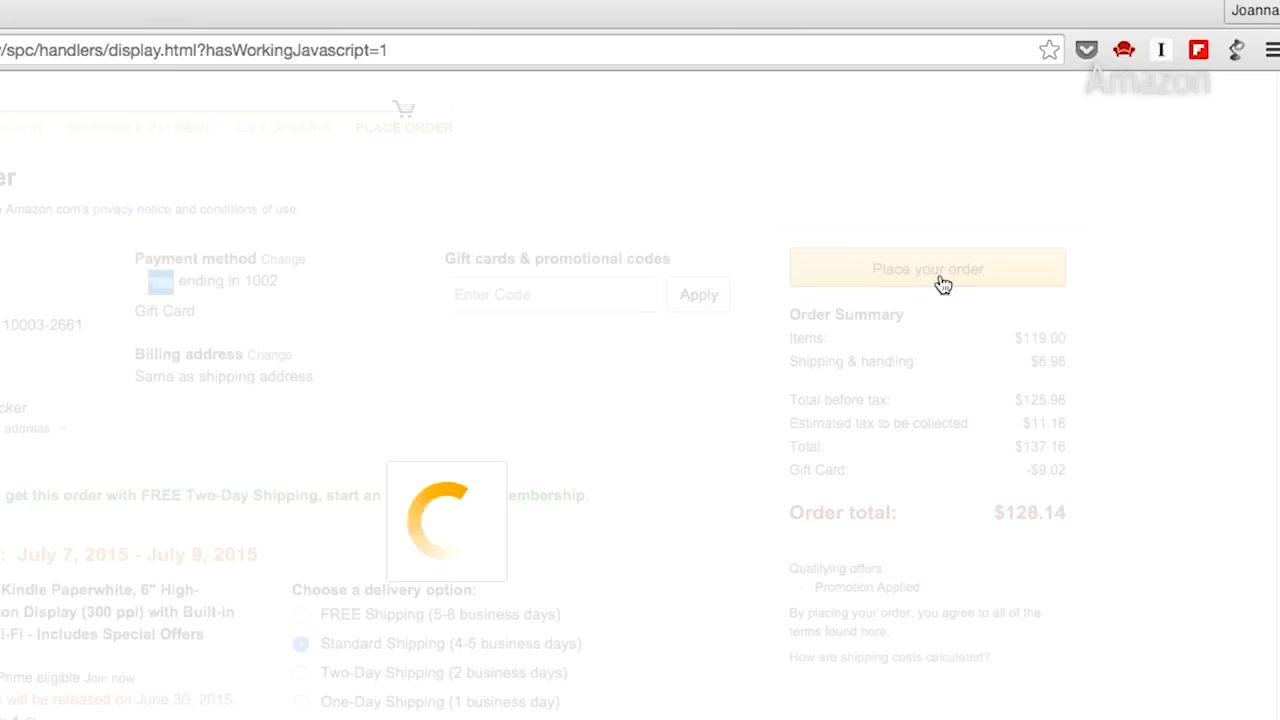 Joanna
/spc/handlers/display.html?hasWorkingJavascript=1
Amazon
SIGN IN SHIPPING & PAYMENT GIFT OPTIONS PLACE ORDER
er
Amazon.com's privacy notice and conditions of use.
Payment method Change
ending in 1002
Gift Card
10003-2661
Billing address Change
Same as shipping address
cker
address
Gift cards & promotional codes
Enter Code Apply
Place your order
Order Summary
Items: $119.00
Shipping & handling: $6.98
Total before tax: $125.98
Estimated tax to be collected: $11.18
Total: $137.16
Gift Card: -$9.02
Order total: $128.14
Qualifying offers:
Promotion Applied
By placing your order, you agree to all of the
terms found here.
How are shipping costs calculated?
get this order with FREE Two-Day Shipping, start an embership.
: July 7, 2015 - July 9, 2015
Kindle Paperwhite, 6" High-
on Display (300 ppi) with Built-in
i-Fi - Includes Special Offers
Prime eligible Join now
will be released on June 30, 2015.
Choose a delivery option:
FREE Shipping (5-8 business days)
Standard Shipping (4-5 business days)
Two-Day Shipping (2 business days)
One-Day Shipping (1 business day)